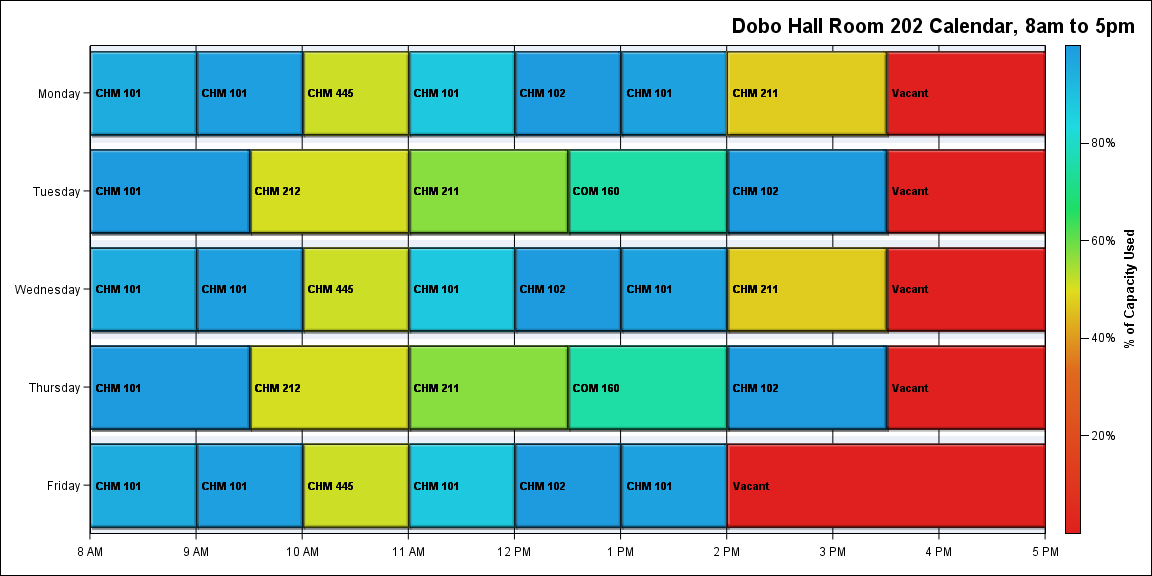 Dobo Hall Room 202 Calendar, 8am to 5pm
Monday CHM 101 CHM 101 CHM 445 CHM 101 CHM 102 CHM 101 CHM 211 Vacant
80%
Tuesday CHM 101 CHM 212 CHM 211 COM 160 CHM 102 Vacant
60%
Wednesday CHM 101 CHM 101 CHM 445 CHM 101 CHM 102 CHM 101 CHM 211 Vacant
40%
Thursday CHM 101 CHM 212 CHM 211 COM 160 CHM 102 Vacant
20%
Friday CHM 101 CHM 101 CHM 445 CHM 101 CHM 102 CHM 101 Vacant
8 AM 9 AM 10 AM 11 AM 12 PM 1 PM 2 PM 3 PM 4 PM 5 PM
% of Capacity Used